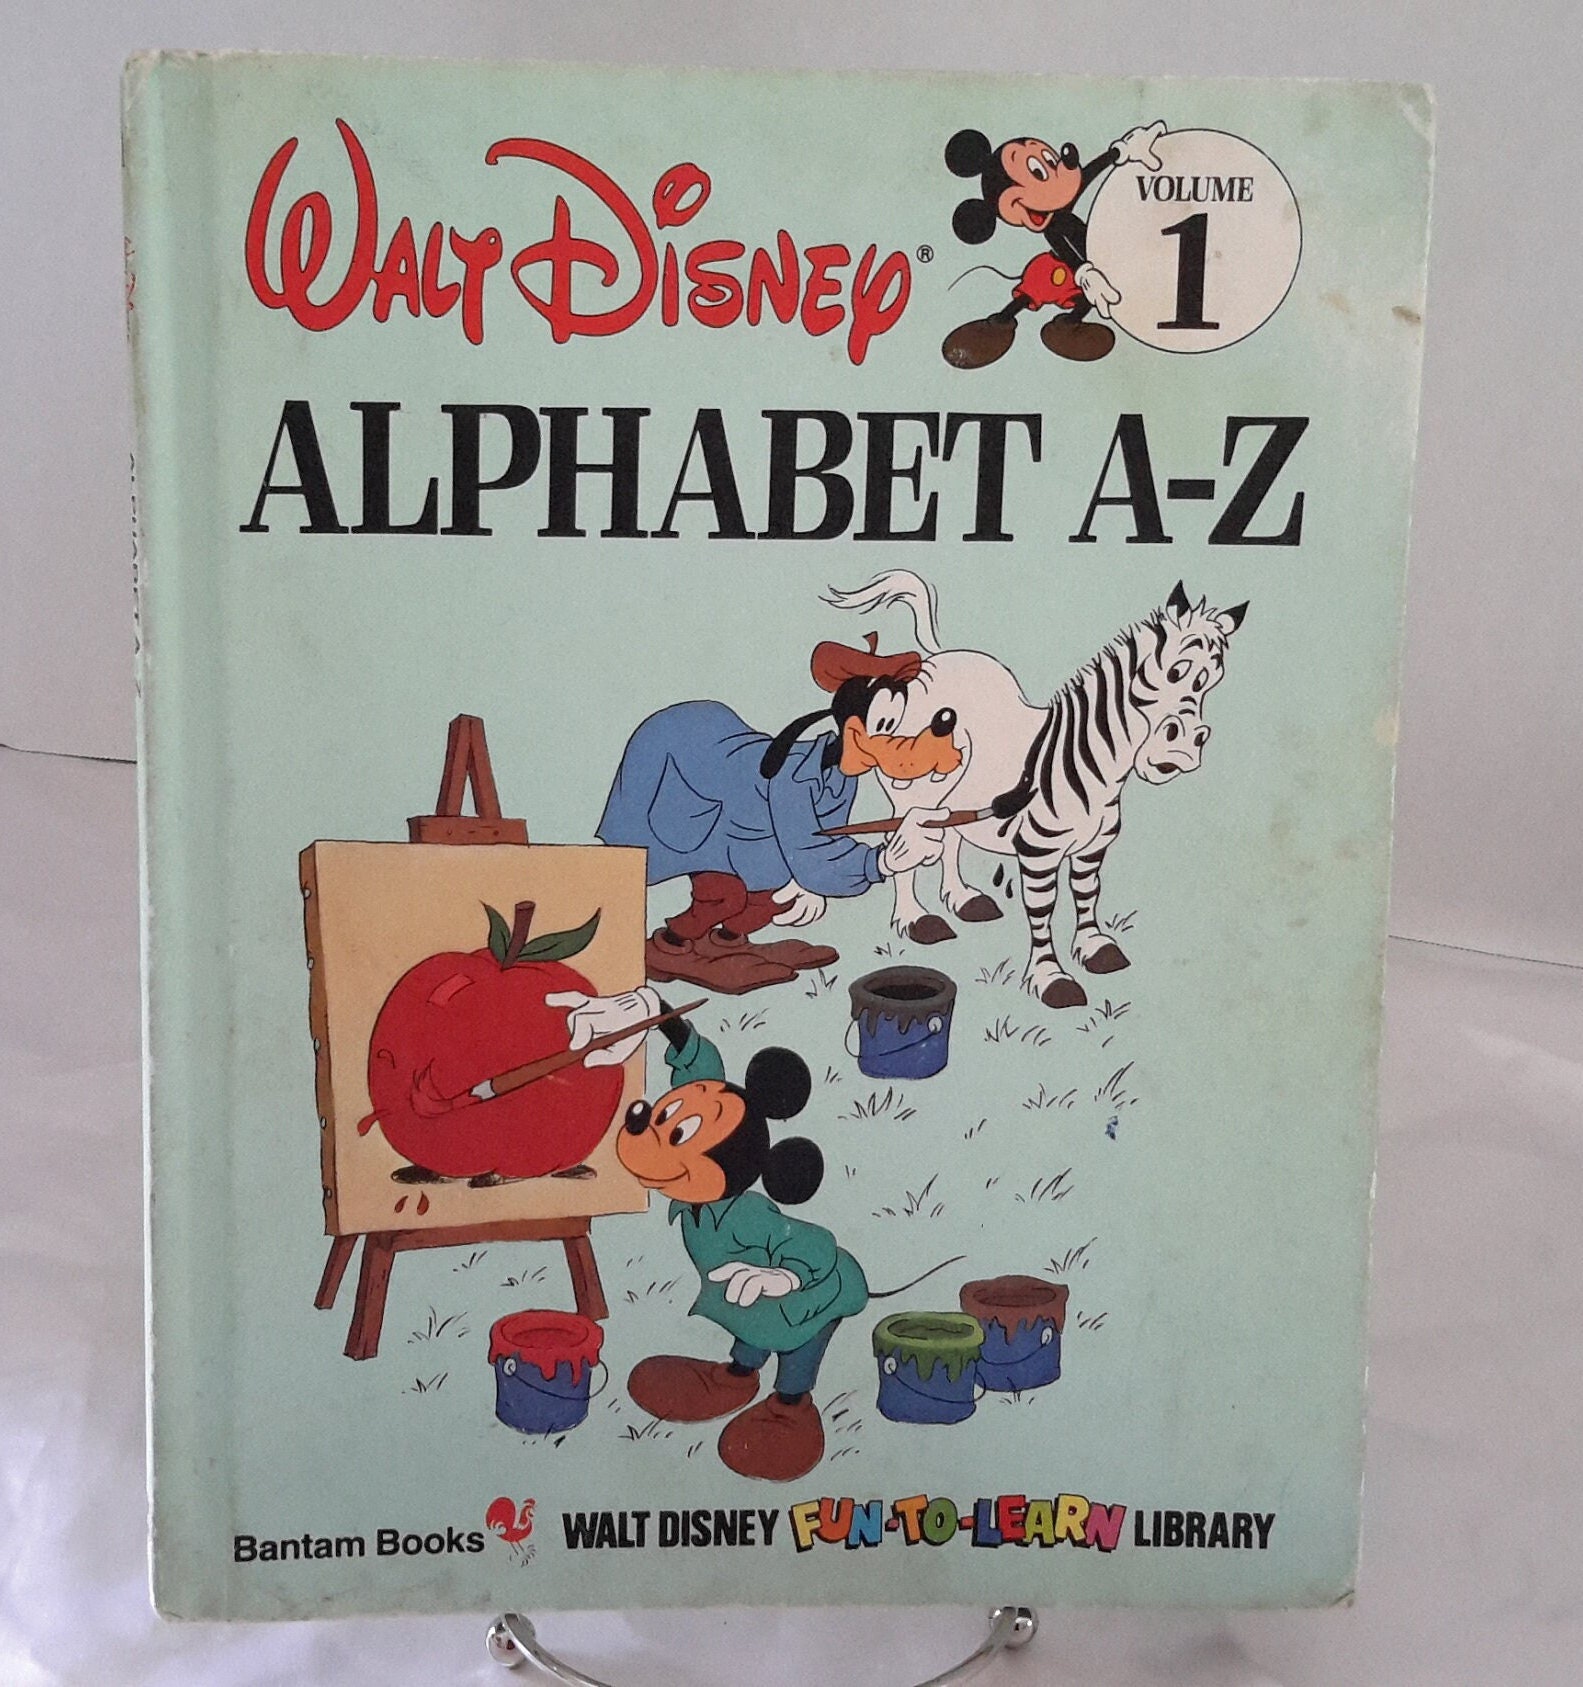 WALT DISNEY®
VOLUME
1
ALPHABET A-Z
Bantam Books
WALT DISNEY FUN-TO-LEARN LIBRARY